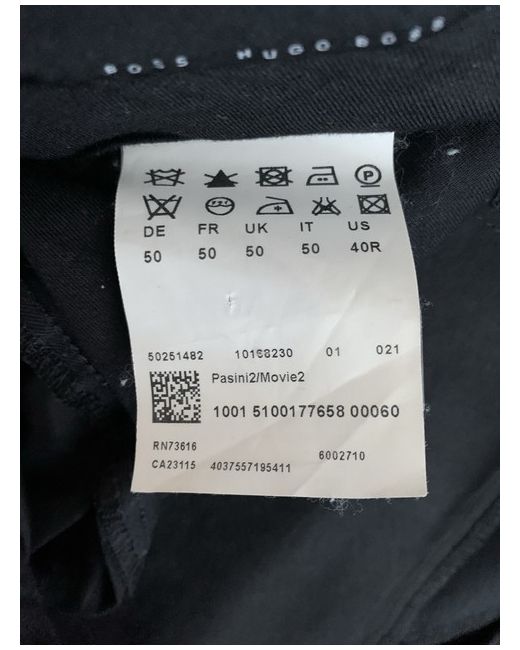 BOSS HUGO BOSS
P
DE FR UK IT US
50 50 50 50 40R
50251482 10168230 01 021
Pasini2/Movie2
1001 5100177658 00060
RN73616
6002710
CA23115 4037557195411